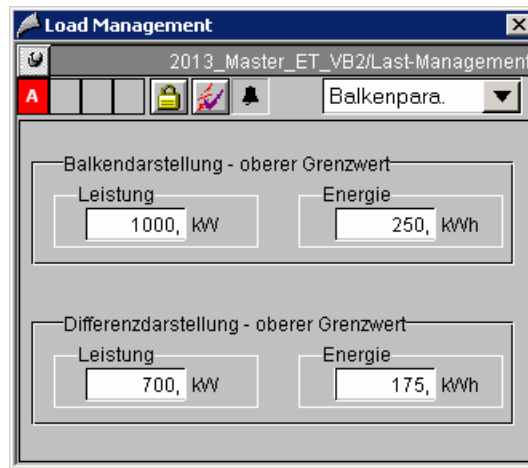 Load Management
2013_Master_ET_VB2/Last-Management
A
Balkenpara.
Balkendarstellung - oberer Grenzwert
Leistung Energie
1000, kW 250, kWh
Differenzdarstellung - oberer Grenzwert
Leistung Energie
700, kW 175, kWh